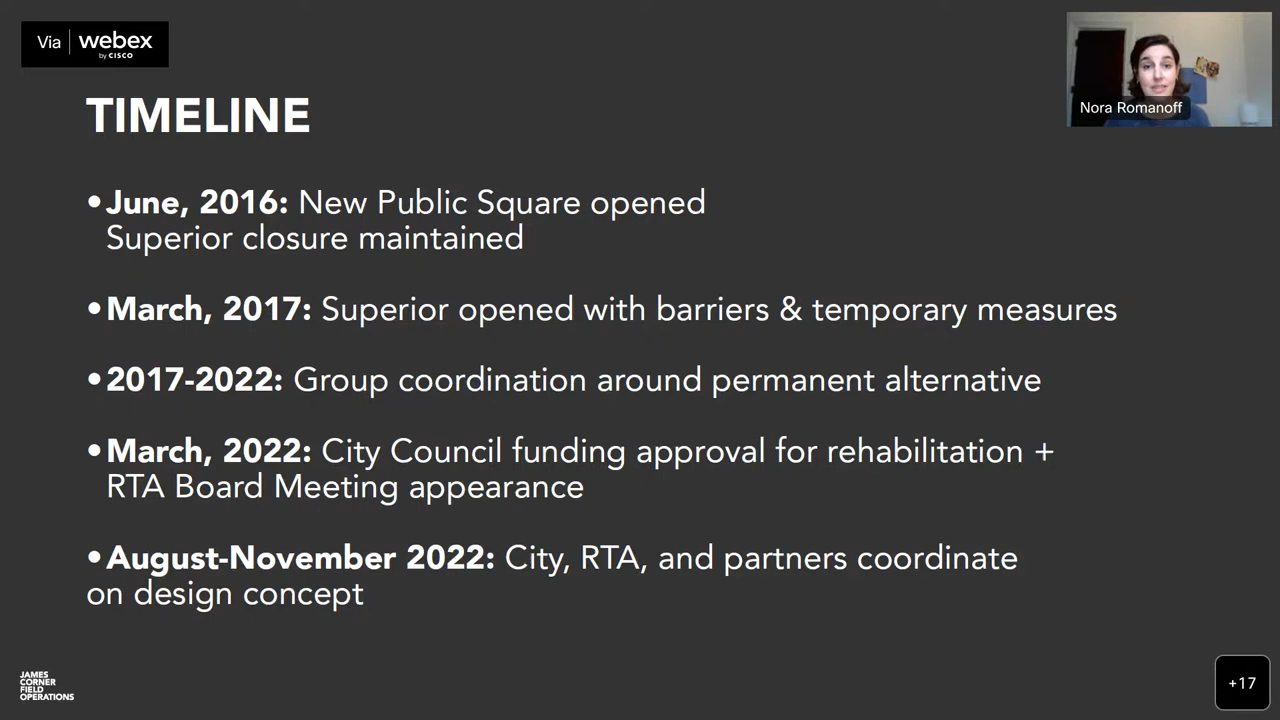 Via webex
by CISCO
Nora Romanoff
TIMELINE
•June, 2016: New Public Square opened
Superior closure maintained
•March, 2017: Superior opened with barriers & temporary measures
•2017-2022: Group coordination around permanent alternative
•March, 2022: City Council funding approval for rehabilitation +
RTA Board Meeting appearance
•August-November 2022: City, RTA, and partners coordinate
on design concept
JAMES
CORNER
FIELD
OPERATIONS
+17